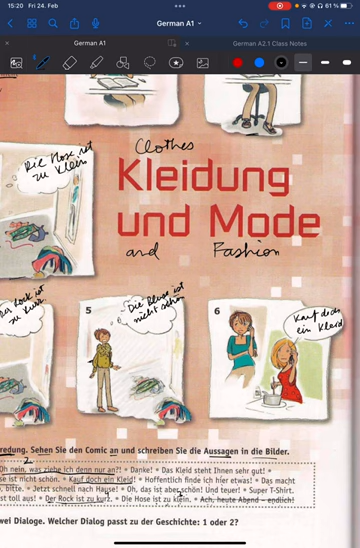 15:20 Fri 24. Feb
61 %
German A1
German A1
German A2.1 Class Notes
Die Hose ist
zu klein
Clothes
Kleidung
und Mode
and Fashion
Der Rock ist
zu kurz.
5
Die Bluse ist
nicht schön
6
Kauf doch
ein Kleid
redung. Sehen Sie den Comic an und schreiben Sie die Aussagen in die Bilder.
Oh nein, was ziehe ich denn nur an?! • Danke! • Das Kleid steht Ihnen sehr gut! •
se ist nicht schön. • Kauf doch ein Kleid! • Hoffentlich finde ich hier etwas! • Das macht
, bitte. • Jetzt schnell nach Hause! • Oh, das ist aber schön! Und teuer! • Super T-Shirt.
st toll aus! • Der Rock ist zu kurz. • Die Hose ist zu klein. • Ach, heute Abend – endlich!
wei Dialoge. Welcher Dialog passt zu der Geschichte: 1 oder 2?